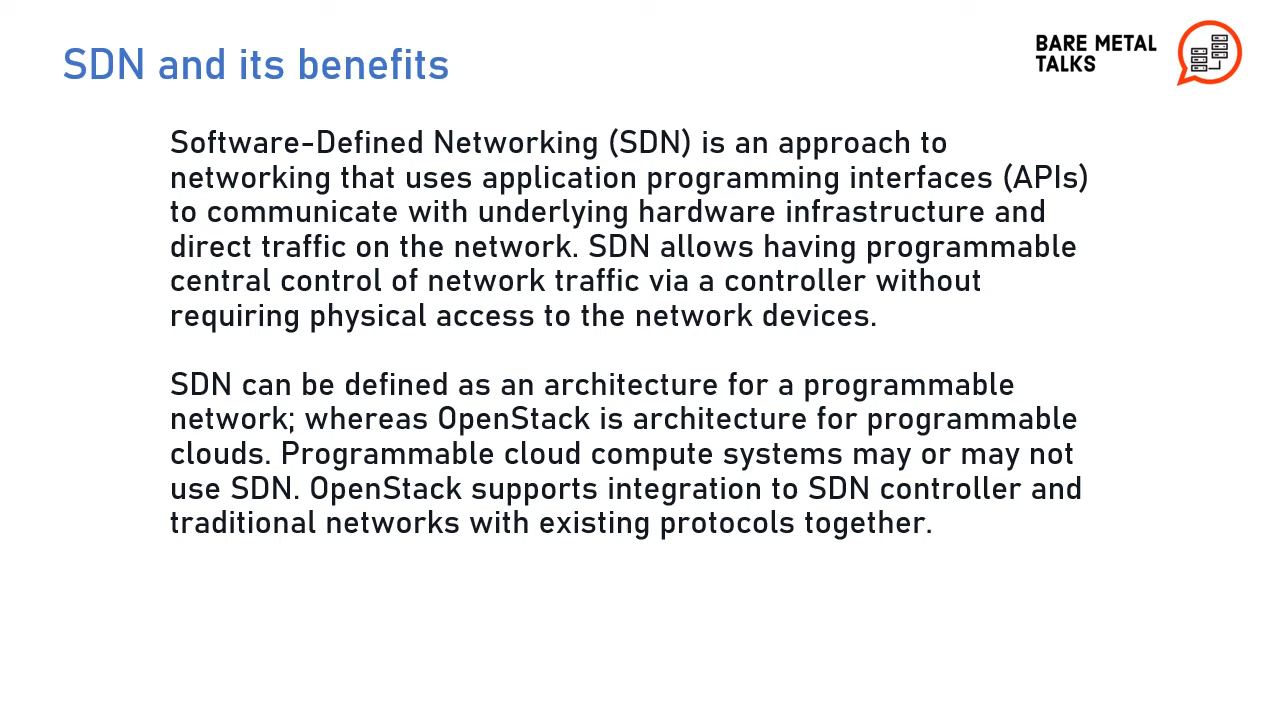 SDN and its benefits
BARE METAL
TALKS
Software-Defined Networking (SDN) is an approach to
networking that uses application programming interfaces (APIs)
to communicate with underlying hardware infrastructure and
direct traffic on the network. SDN allows having programmable
central control of network traffic via a controller without
requiring physical access to the network devices.
SDN can be defined as an architecture for a programmable
network; whereas OpenStack is architecture for programmable
clouds. Programmable cloud compute systems may or may not
use SDN. OpenStack supports integration to SDN controller and
traditional networks with existing protocols together.